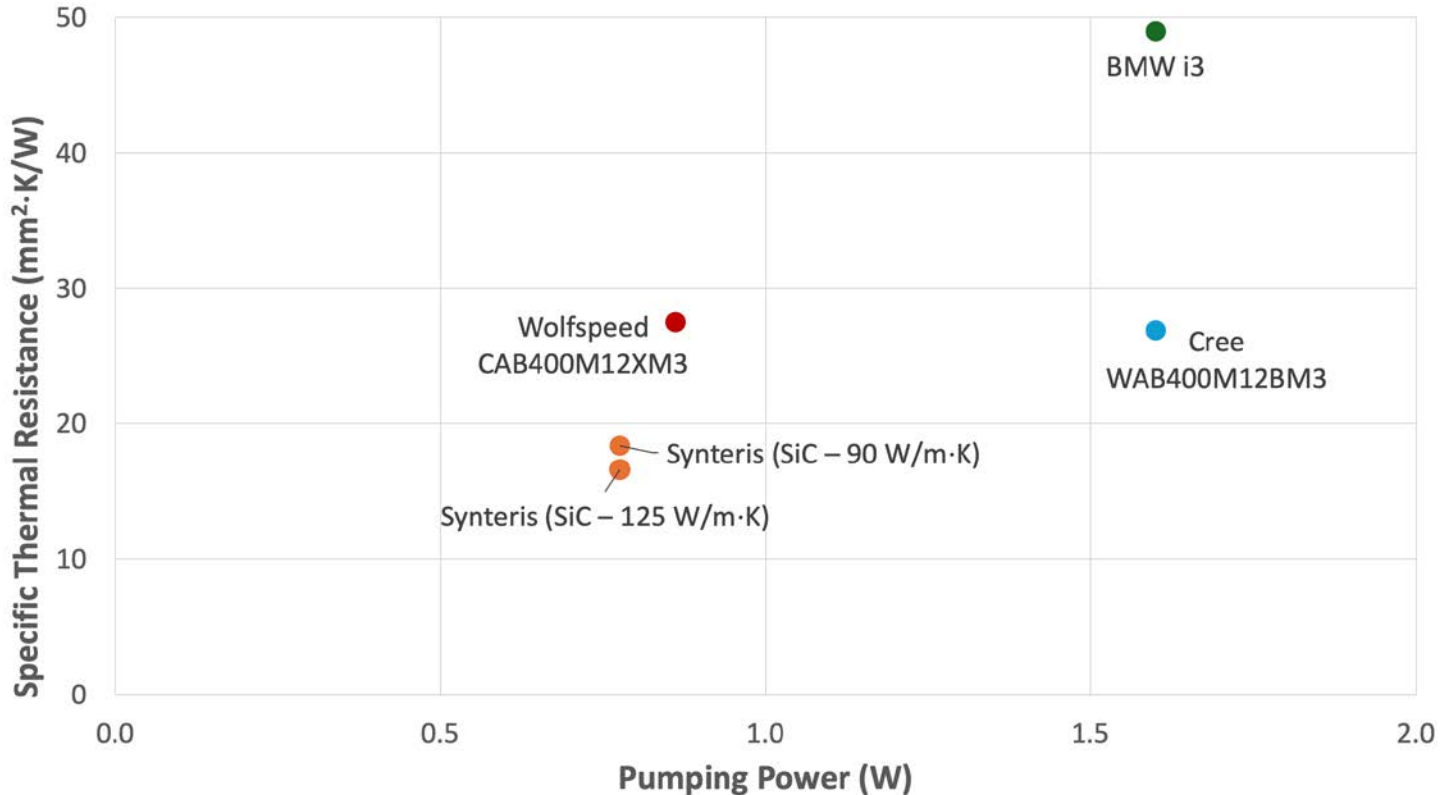 50
BMW i3
40
30
Wolfspeed
CAB400M12XM3
Cree
WAB400M12BM3
20
Synteris (SiC – 90 W/m·K)
Synteris (SiC – 125 W/m·K)
10
0
0.0 0.5 1.0 1.5 2.0
Pumping Power (W)
Specific Thermal Resistance (mm²·K/W)